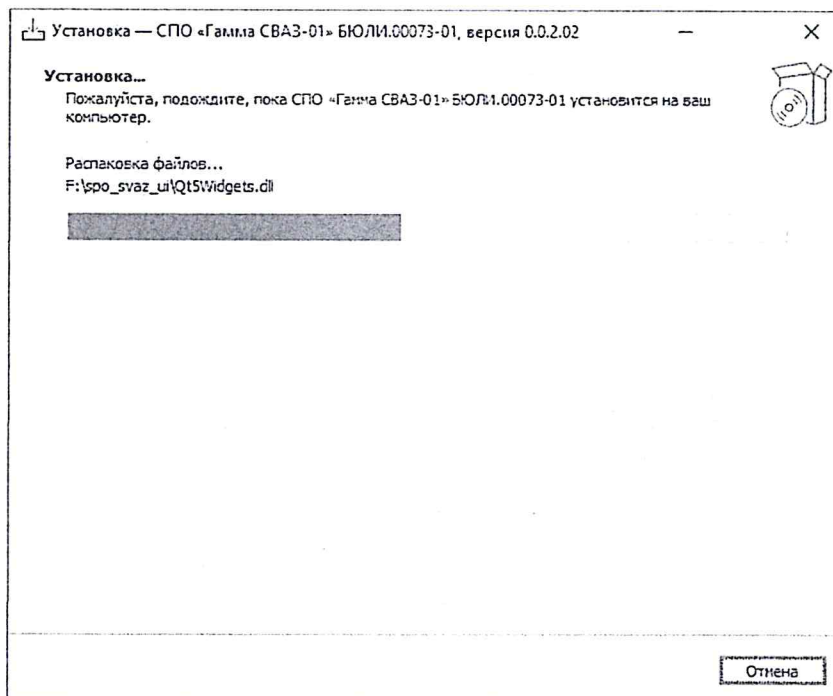 Установка — СПО «Гамма СВАЗ-01» БЮЛИ.00073-01, версия 0.0.2.02
Установка...
Пожалуйста, подождите, пока СПО «Гамма СВАЗ-01» БЮЛИ.00073-01 установится на ваш
компьютер.
Распаковка файлов...
F:\spo_svaz_ui\Qt5Widgets.dll
Отмена